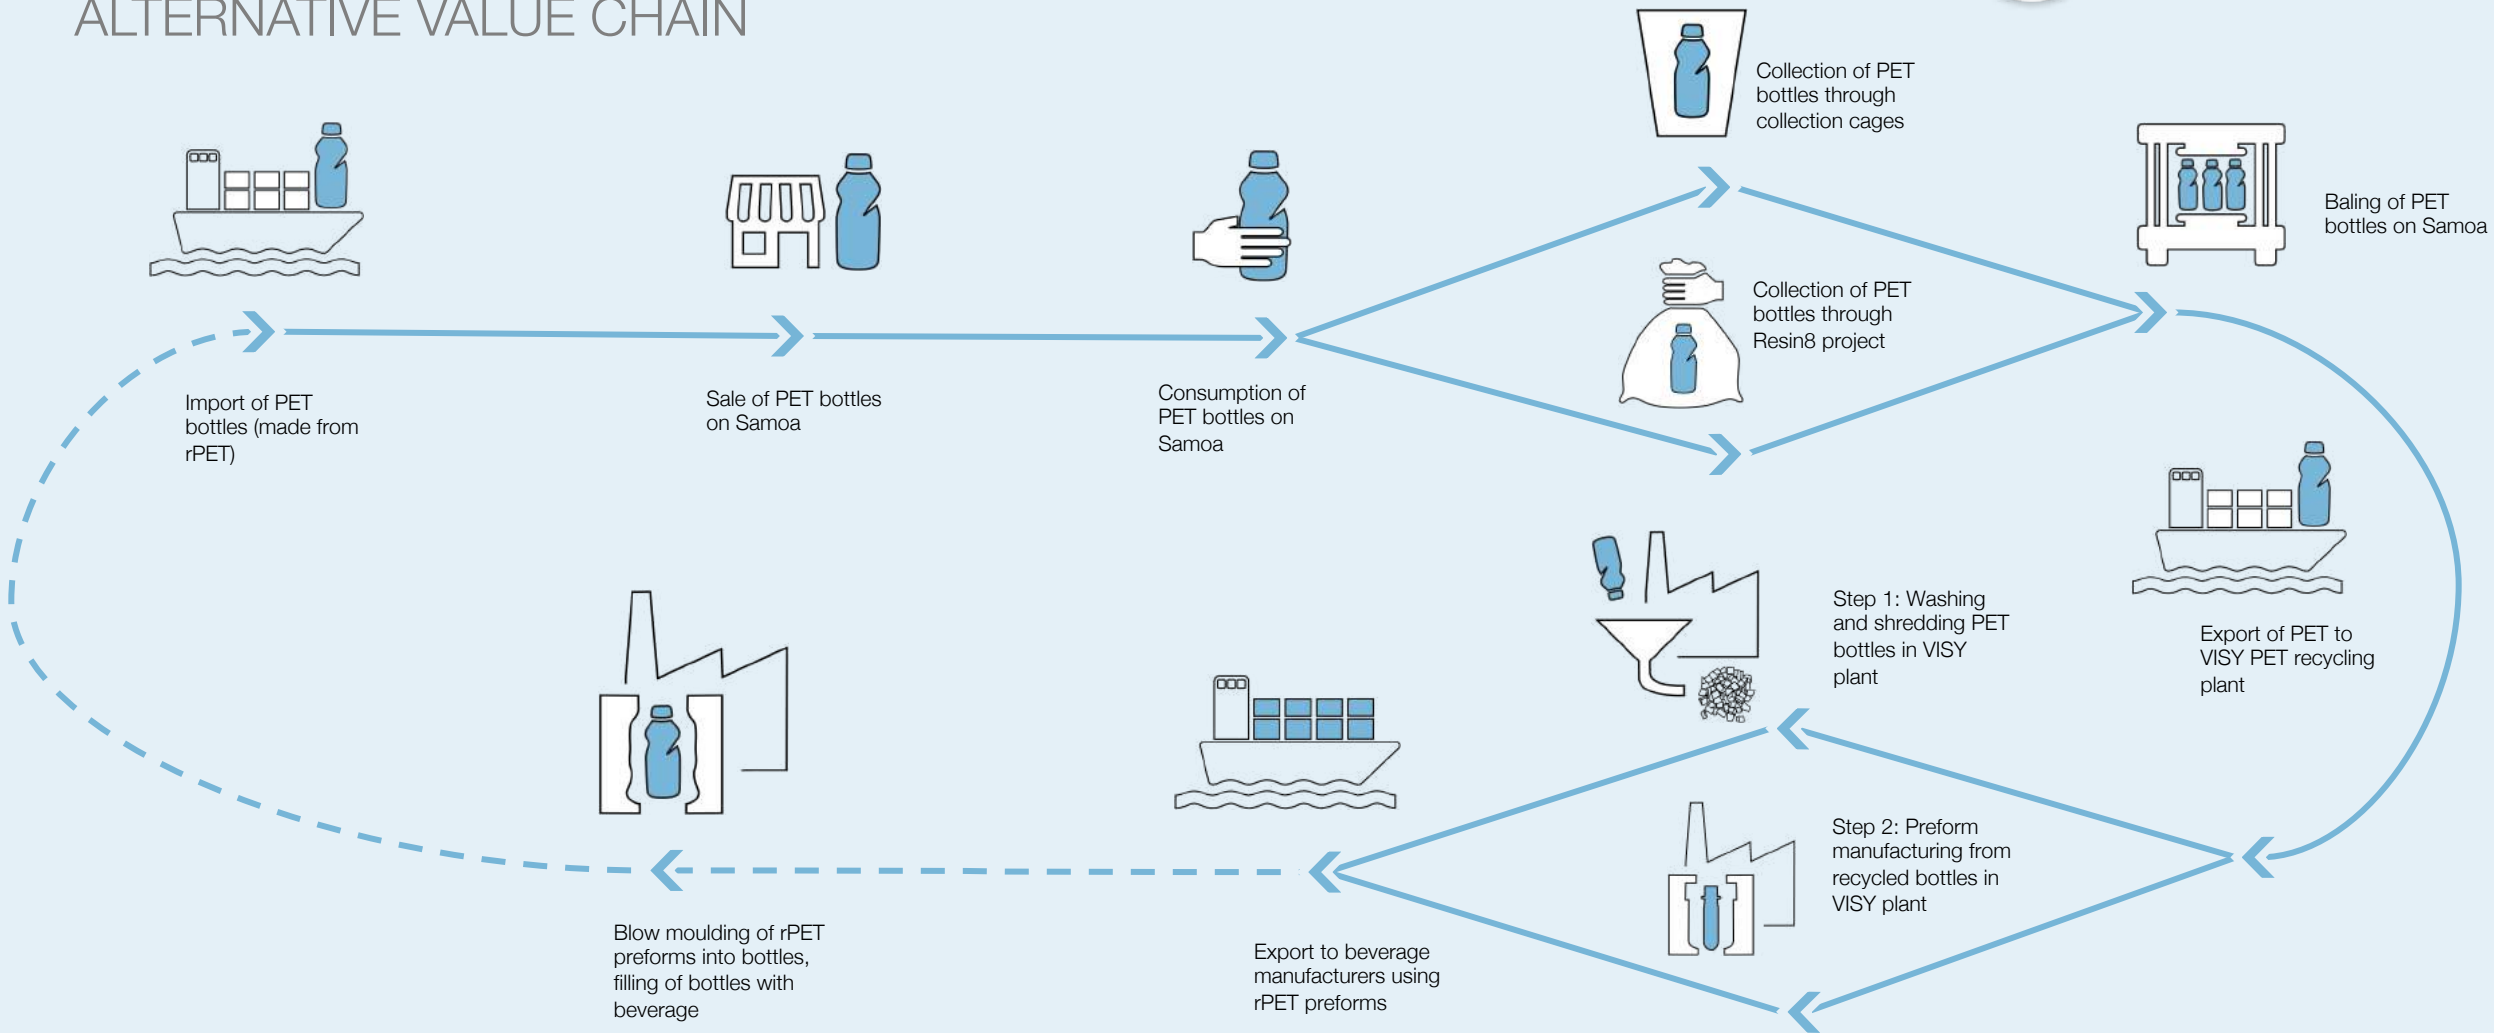 ALTERNATIVE VALUE CHAIN
Collection of PET
bottles through
collection cages
Baling of PET
bottles on Samoa
Collection of PET
bottles through
Resin8 project
Import of PET
bottles (made from
rPET)
Sale of PET bottles
on Samoa
Consumption of
PET bottles on
Samoa
Step 1: Washing
and shredding PET
bottles in VISY
plant
Export of PET to
VISY PET recycling
plant
Step 2: Preform
manufacturing from
recycled bottles in
VISY plant
Export to beverage
manufacturers using
rPET preforms
Blow moulding of rPET
preforms into bottles,
filling of bottles with
beverage